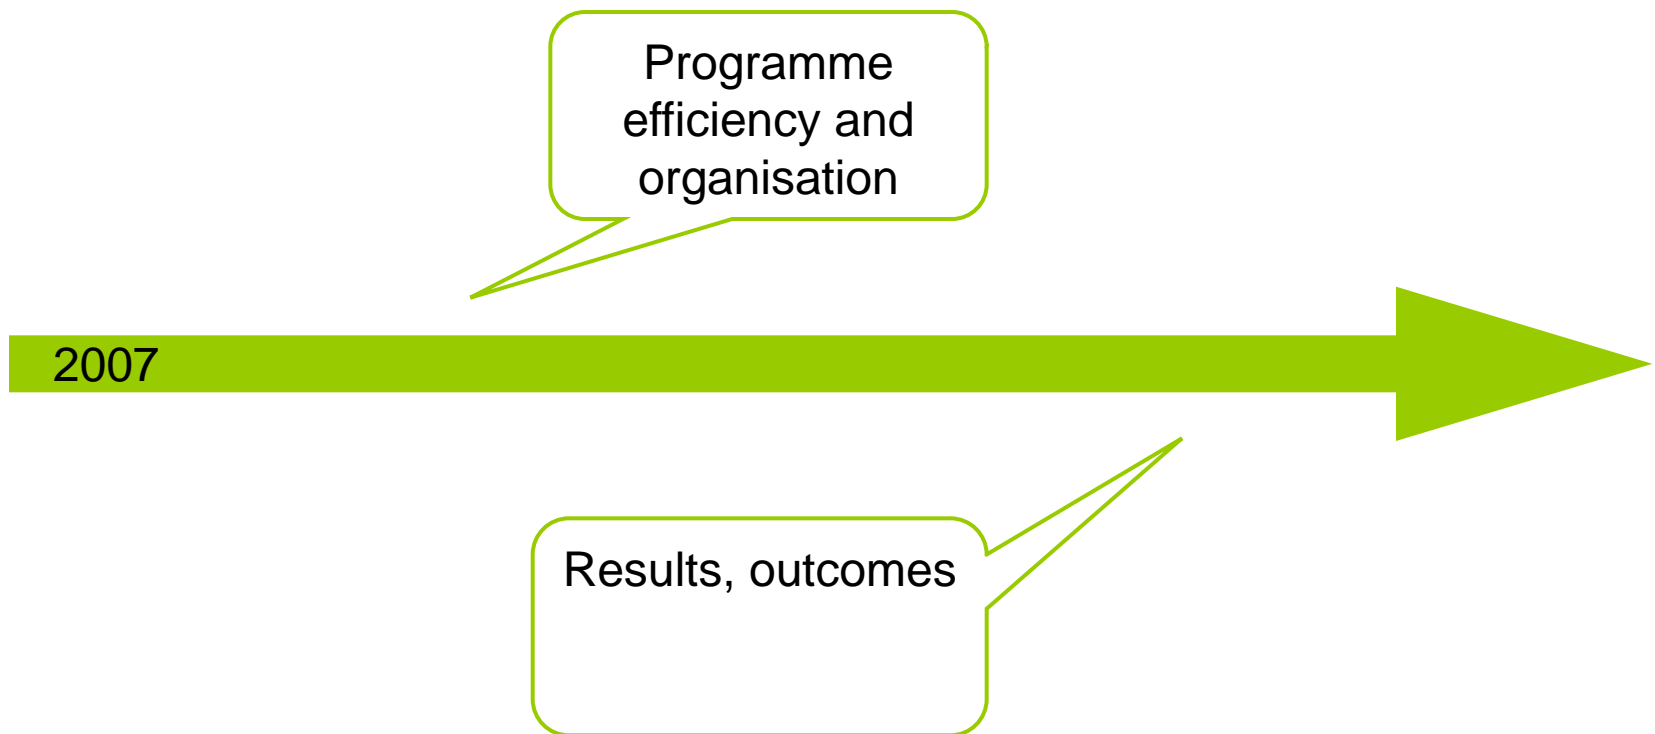 Programme
efficiency and
organisation
2007
Results, outcomes